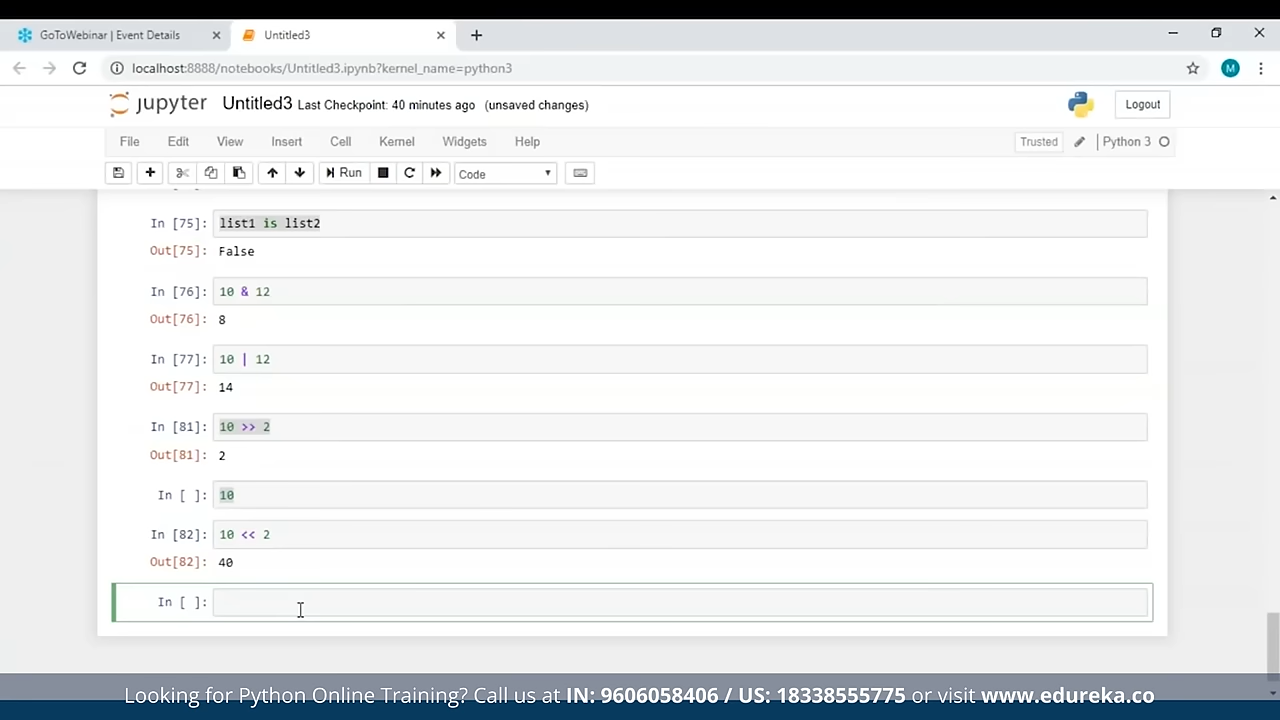 GoToWebinar | Event Details
Untitled3
localhost:8888/notebooks/Untitled3.ipynb?kernel_name=python3
M
jupyter Untitled3 Last Checkpoint: 40 minutes ago (unsaved changes)
Logout
File Edit View Insert Cell Kernel Widgets Help
Trusted
Python 3
Run
Code
In [75]: list1 is list2
Out[75]: False
In [76]: 10 & 12
Out[76]: 8
In [77]: 10 | 12
Out[77]: 14
In [81]: 10 >> 2
Out[81]: 2
In [ ]: 10
In [82]: 10 << 2
Out[82]: 40
In [ ]:
Looking for Python Online Training? Call us at IN: 9606058406 / US: 18338555775 or visit www.edureka.co